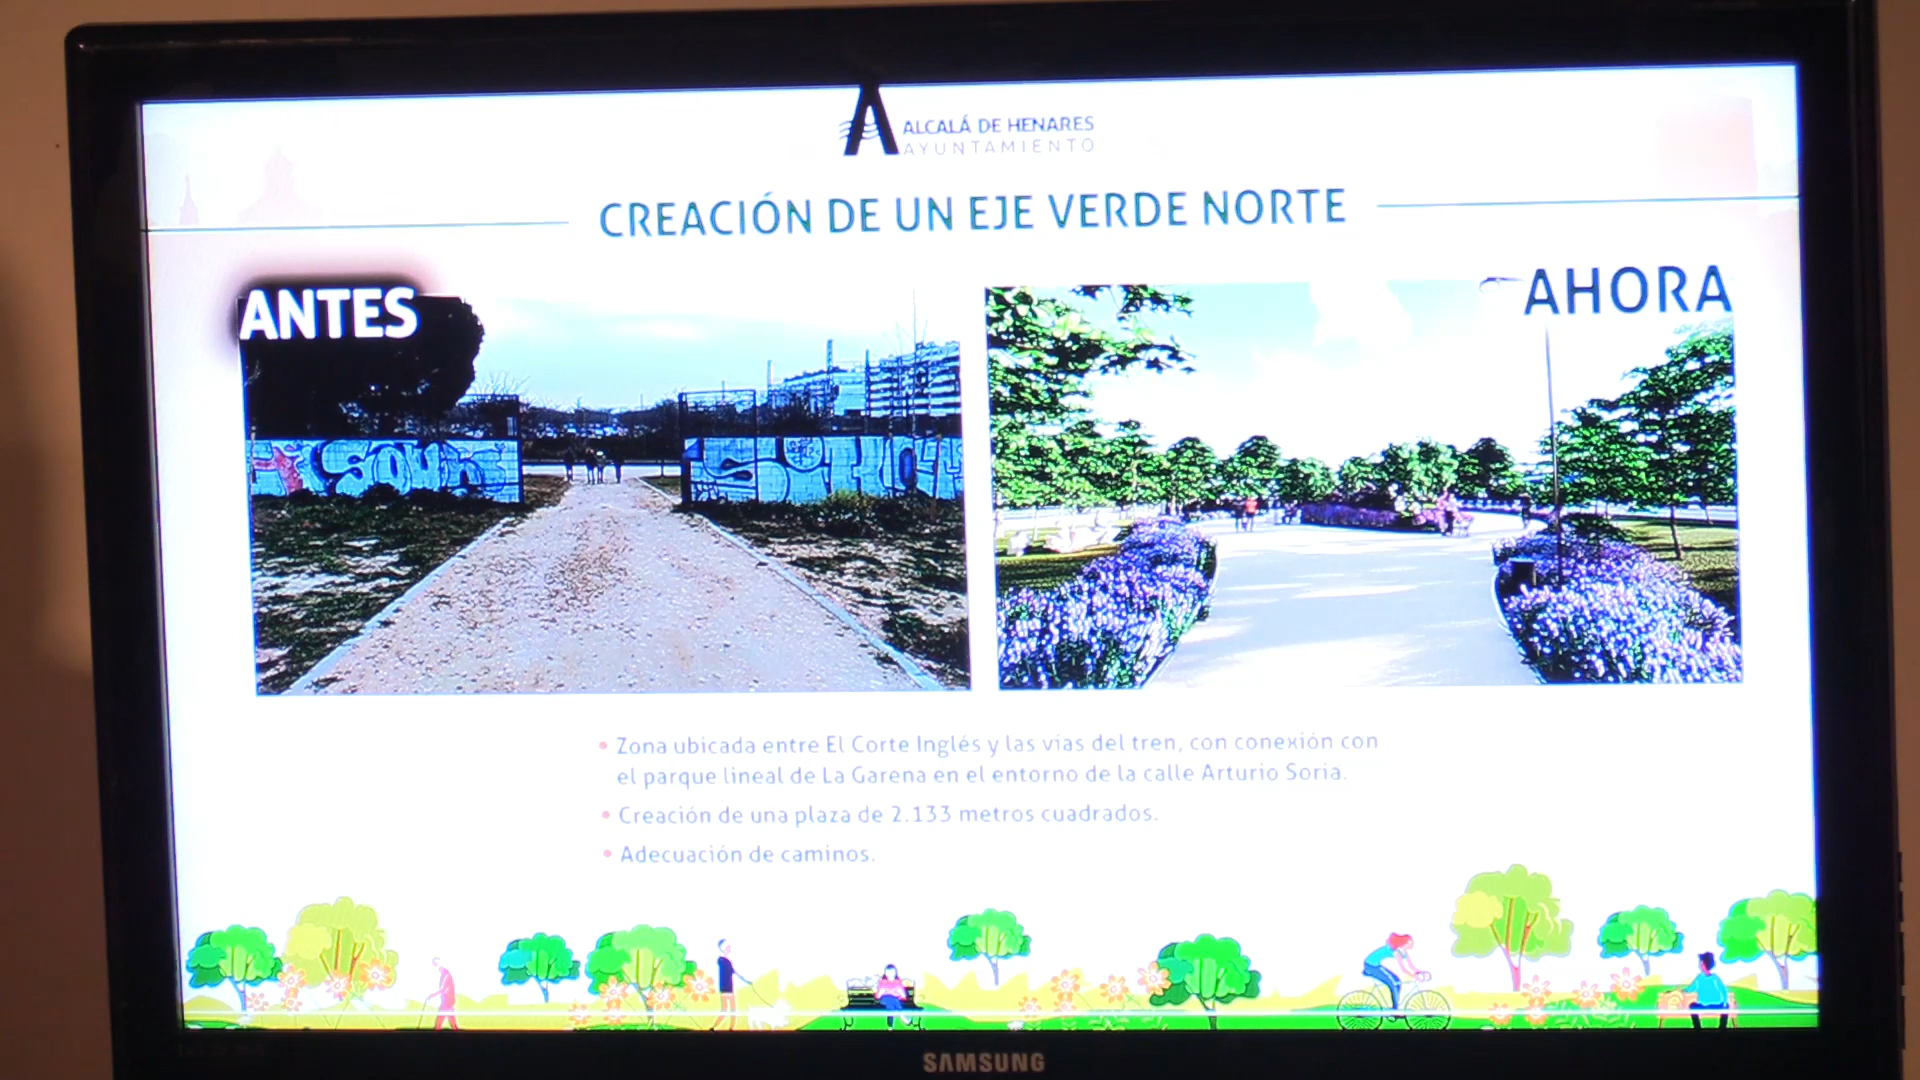 ALCALÁ DE HENARES
AYUNTAMIENTO
CREACIÓN DE UN EJE VERDE NORTE
ANTES
AHORA
• Zona ubicada entre El Corte Inglés y las vías del tren, con conexión con
el parque lineal de La Garena en el entorno de la calle Arturio Soria.
• Creación de una plaza de 2.133 metros cuadrados.
• Adecuación de caminos.
SAMSUNG